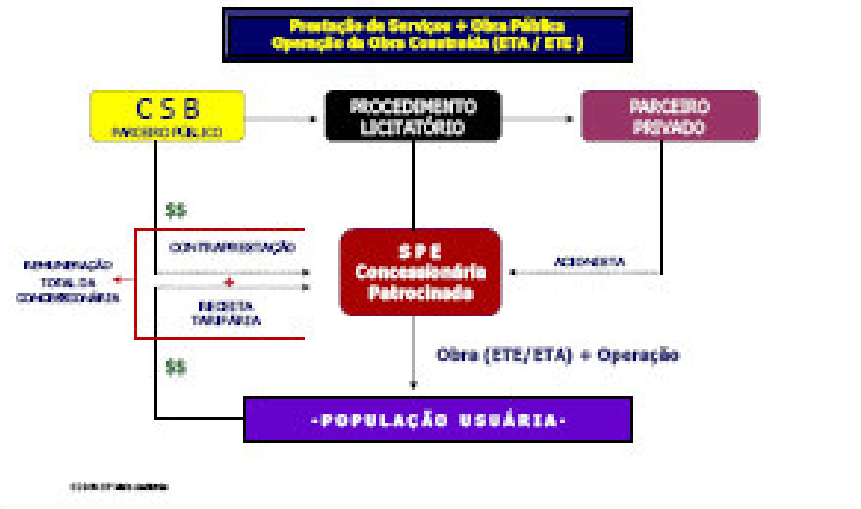 Prestação de Serviços + Obra Pública
Operação da Obra Construída (ETA / ETE )
C S B
PARCEIRO PÚBLICO
PROCEDIMENTO
LICITATÓRIO
PARCEIRO
PRIVADO
$$
CONTRAPRESTAÇÃO
REMUNERAÇÃO
TOTAL DA
CONCESSIONÁRIA
+
RECEITA
TARIFÁRIA
S P E
Concessionária
Patrocinada
ACIONISTA
$$
Obra (ETE/ETA) + Operação
-POPULAÇÃO USUÁRIA-